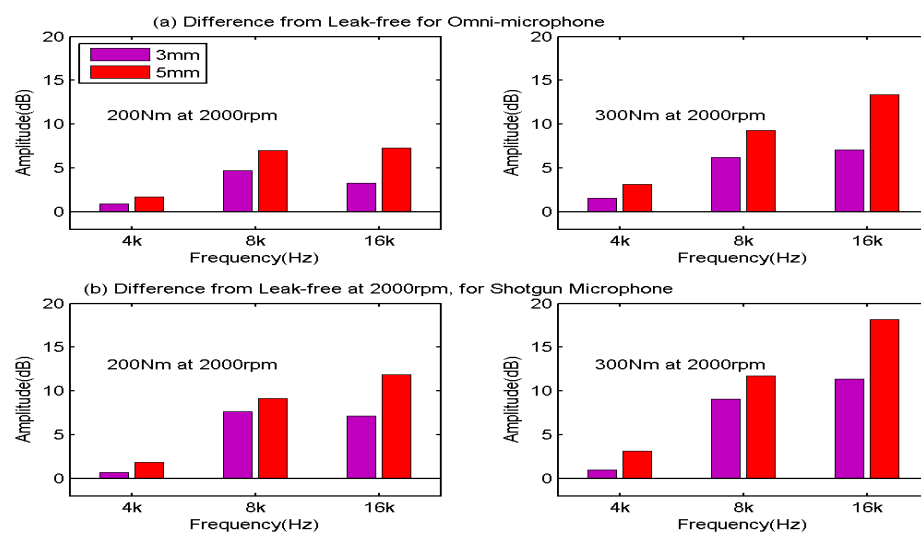 (a) Difference from Leak-free for Omni-microphone
20
15
10
5
0
Amplitude(dB)
3mm
5mm
200Nm at 2000rpm
4k
8k
16k
Frequency(Hz)
20
15
10
5
0
Amplitude(dB)
300Nm at 2000rpm
4k
8k
16k
Frequency(Hz)
(b) Difference from Leak-free at 2000rpm, for Shotgun Microphone
20
15
10
5
0
Amplitude(dB)
200Nm at 2000rpm
4k
8k
16k
Frequency(Hz)
20
15
10
5
0
Amplitude(dB)
300Nm at 2000rpm
4k
8k
16k
Frequency(Hz)